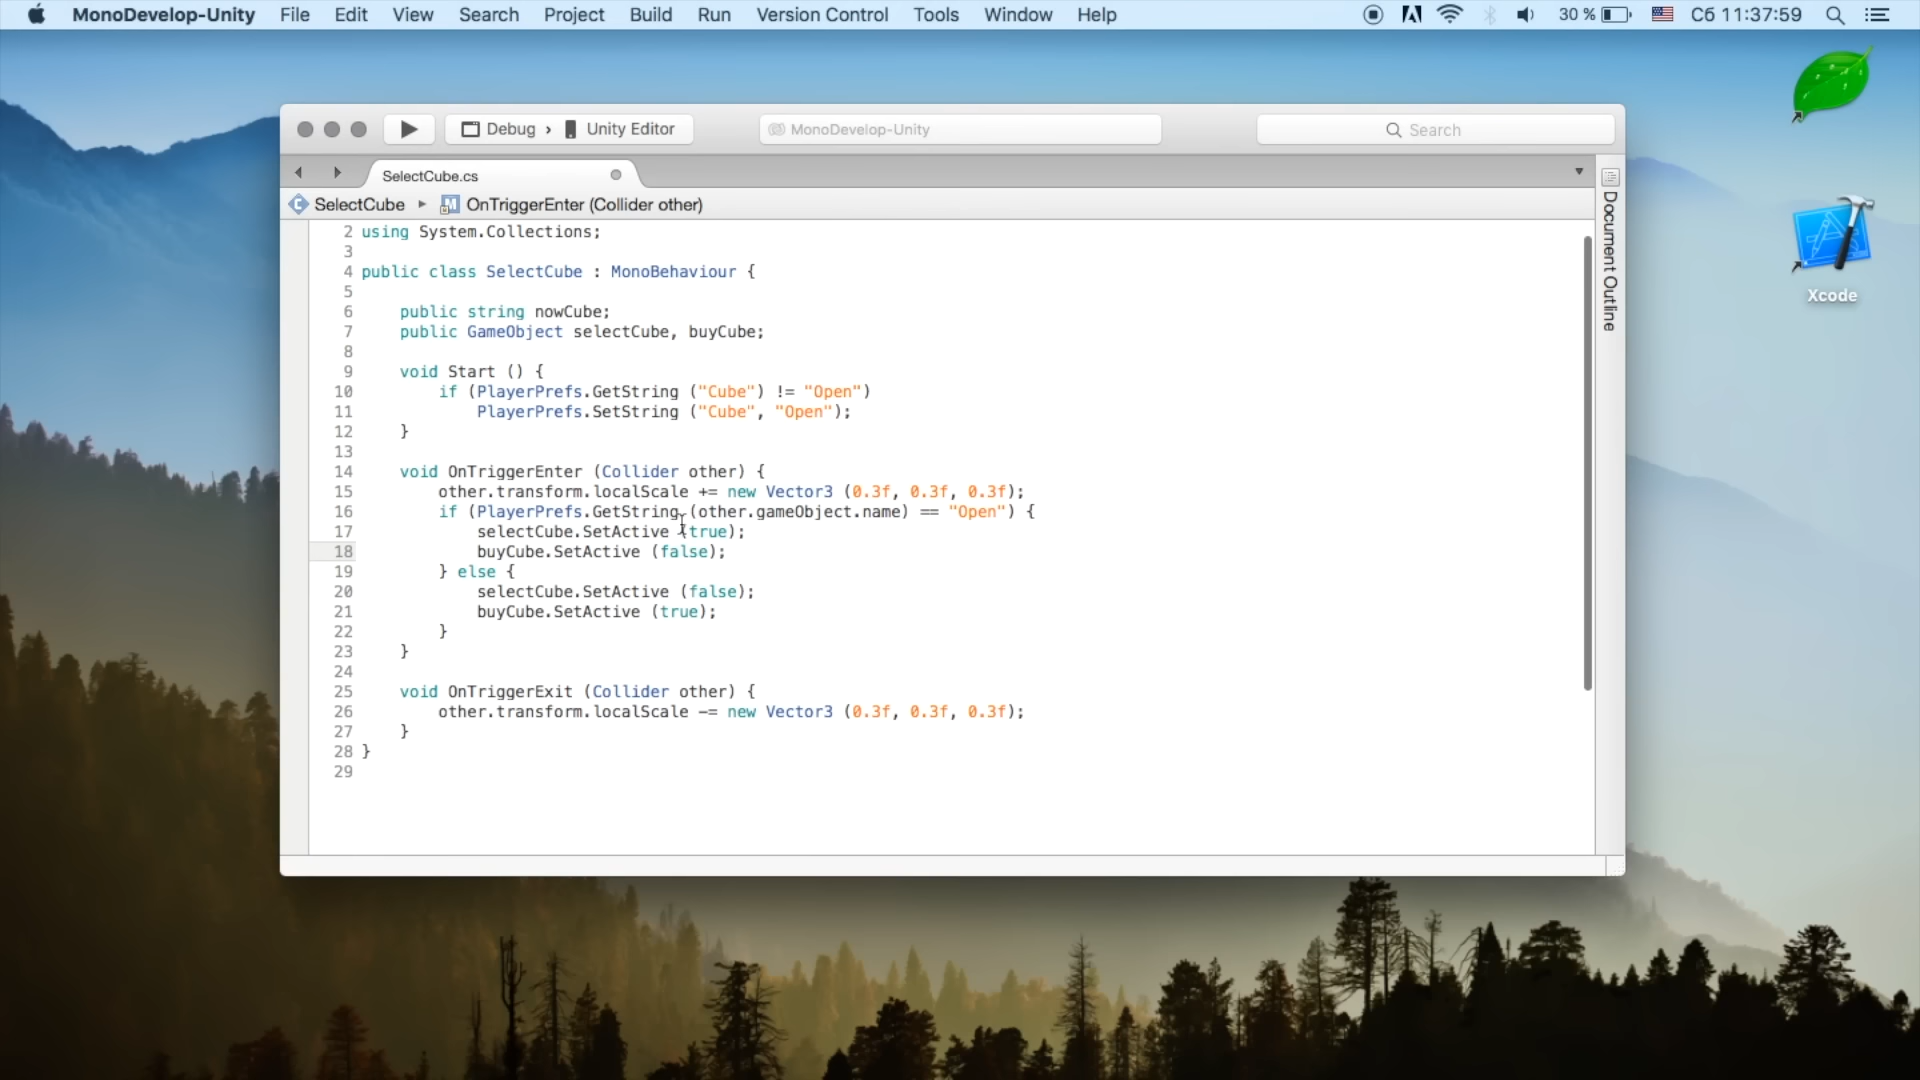 MonoDevelop-Unity File Edit View Search Project Build Run Version Control Tools Window Help 30 % Сб 11:37:59
Debug › Unity Editor MonoDevelop-Unity Search
SelectCube.cs
SelectCube ▸ OnTriggerEnter (Collider other)
Document Outline
Xcode
2 using System.Collections;
3
4 public class SelectCube : MonoBehaviour {
5
6 public string nowCube;
7 public GameObject selectCube, buyCube;
8
9 void Start () {
10 if (PlayerPrefs.GetString ("Cube") != "Open")
11 PlayerPrefs.SetString ("Cube", "Open");
12 }
13
14 void OnTriggerEnter (Collider other) {
15 other.transform.localScale += new Vector3 (0.3f, 0.3f, 0.3f);
16 if (PlayerPrefs.GetString (other.gameObject.name) == "Open") {
17 selectCube.SetActive (true);
18 buyCube.SetActive (false);
19 } else {
20 selectCube.SetActive (false);
21 buyCube.SetActive (true);
22 }
23 }
24
25 void OnTriggerExit (Collider other) {
26 other.transform.localScale -= new Vector3 (0.3f, 0.3f, 0.3f);
27 }
28 }
29